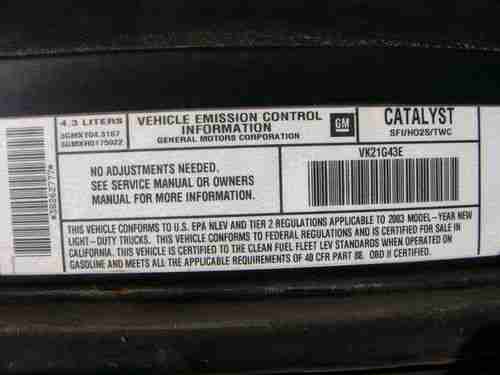 4.3 LITERS
3GMXT04.3187
3GMXR0175922
VEHICLE EMISSION CONTROL
INFORMATION
GENERAL MOTORS CORPORATION
GM
CATALYST
SFI/HO2S/TWC
NO ADJUSTMENTS NEEDED.
SEE SERVICE MANUAL OR OWNERS
MANUAL FOR MORE INFORMATION.
VK21G43E
THIS VEHICLE CONFORMS TO U.S. EPA NLEV AND TIER 2 REGULATIONS APPLICABLE TO 2003 MODEL-YEAR NEW
LIGHT-DUTY TRUCKS. THIS VEHICLE CONFORMS TO FEDERAL REGULATIONS AND IS CERTIFIED FOR SALE IN
CALIFORNIA. THIS VEHICLE IS CERTIFIED TO THE CLEAN FUEL FLEET LEV STANDARDS WHEN OPERATED ON
GASOLINE AND MEETS ALL THE APPLICABLE REQUIREMENTS OF 40 CFR PART 88. OBD II CERTIFIED.